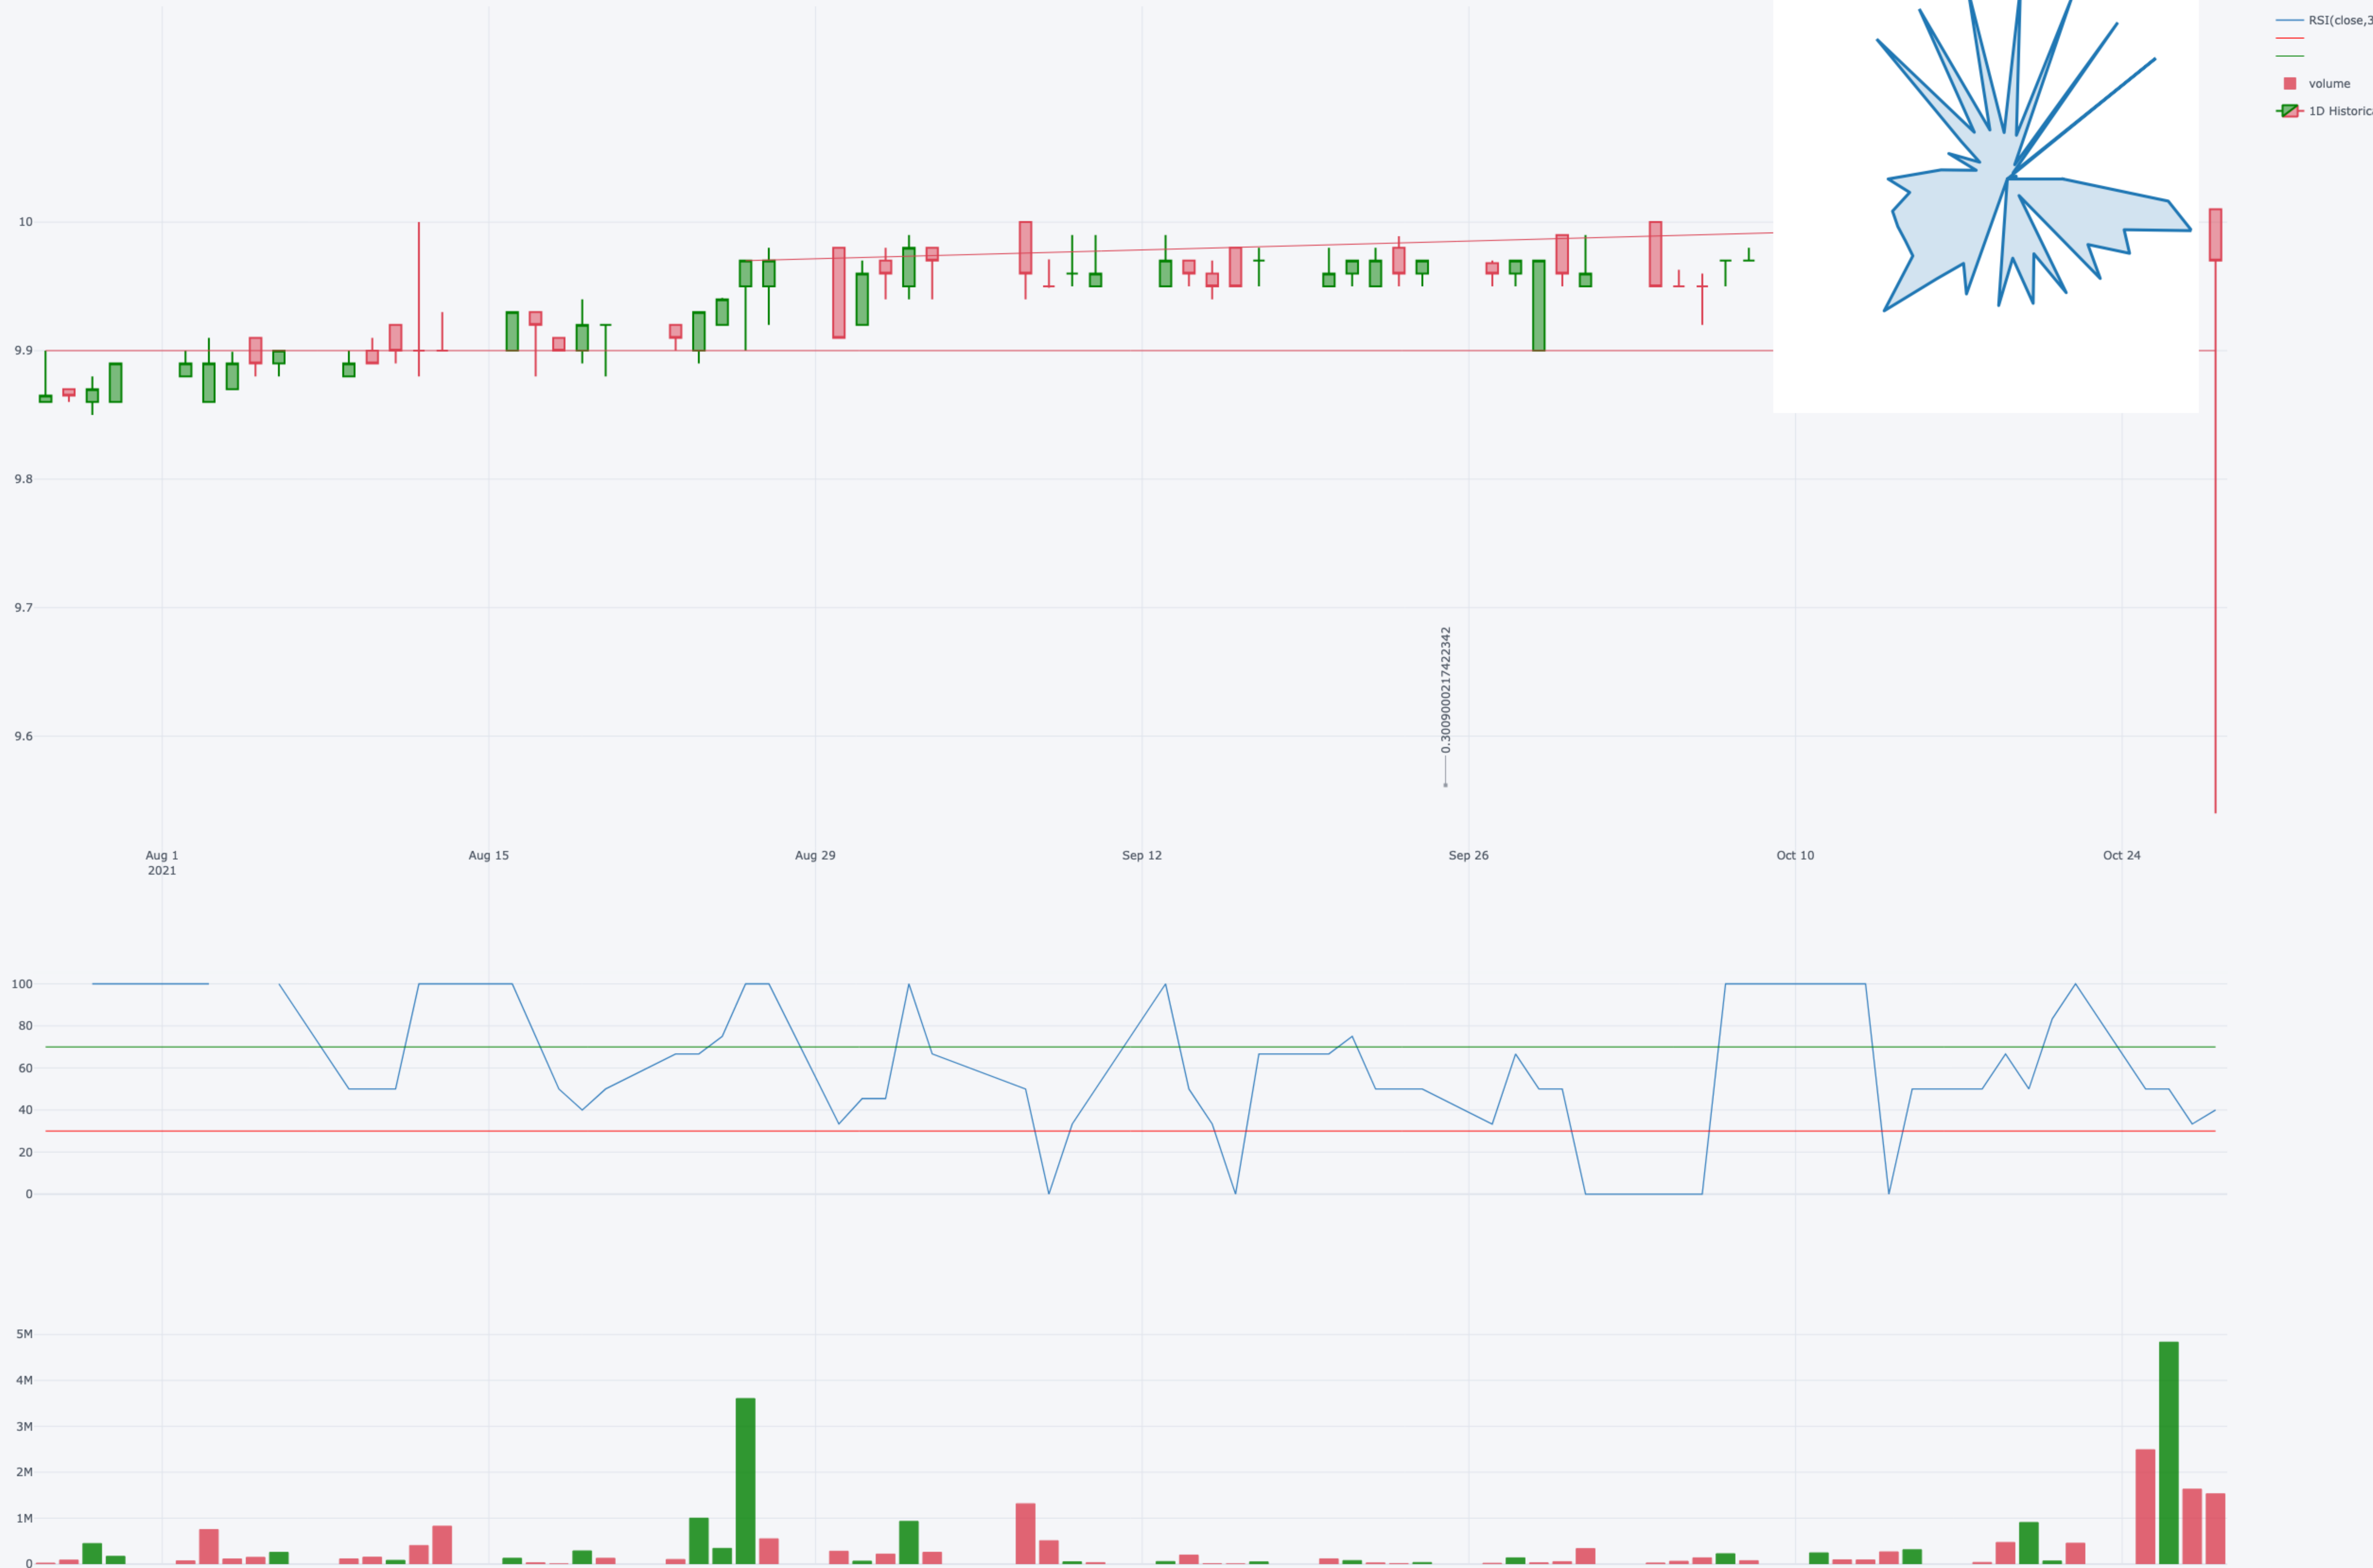 RSI(close,3
volume
1D Historica
10
9.9
9.8
9.7
9.6
0.3009000217422342
*
Aug 1
2021
Aug 15
Aug 29
Sep 12
Sep 26
Oct 10
Oct 24
100
80
60
40
20
0
5M
4M
3M
2M
1M
0